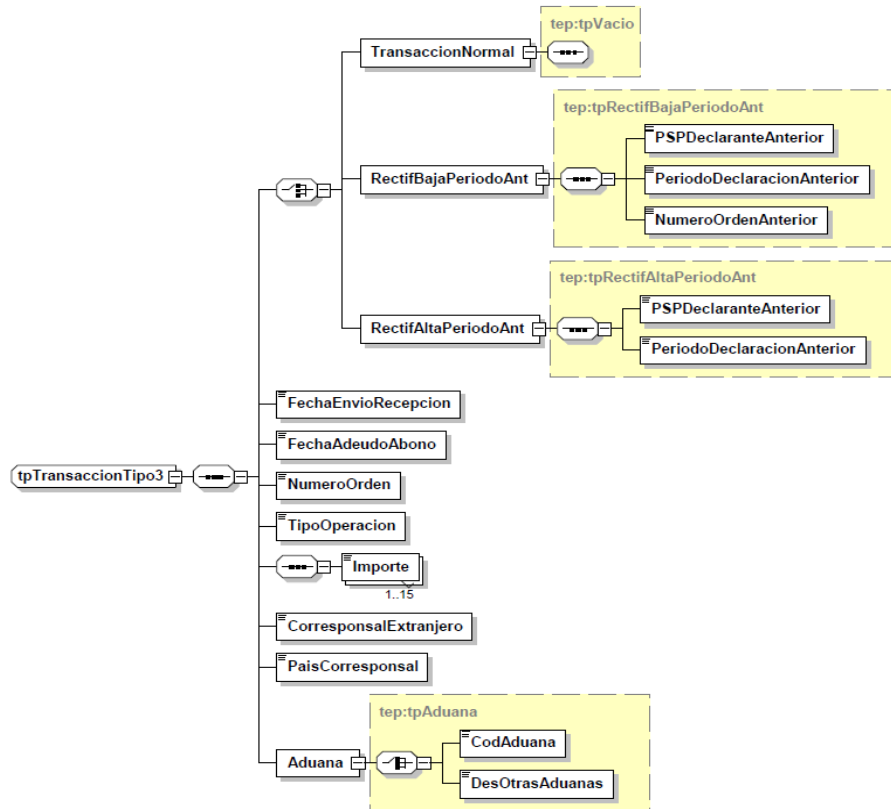 tep:tpVacio
TransaccionNormal
tep:tpRectifBajaPeriodoAnt
PSPDeclaranteAnterior
RectifBajaPeriodoAnt
PeriodoDeclaracionAnterior
NumeroOrdenAnterior
tep:tpRectifAltaPeriodoAnt
PSPDeclaranteAnterior
RectifAltaPeriodoAnt
PeriodoDeclaracionAnterior
FechaEnvioRecepcion
FechaAdeudoAbono
tpTransaccionTipo3
NumeroOrden
TipoOperacion
Importe
1..15
CorresponsalExtranjero
PaisCorresponsal
tep:tpAduana
CodAduana
Aduana
DesOtrasAduanas